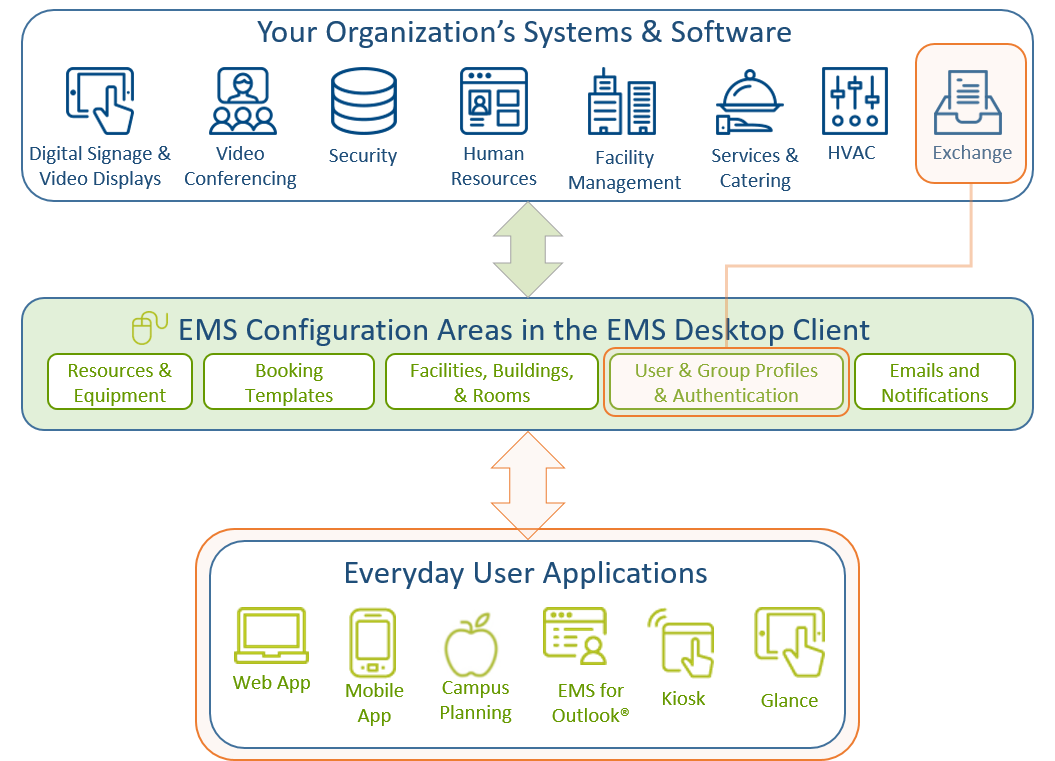 Your Organization's Systems & Software
Digital Signage &
Video Displays
Video
Conferencing
Security
Human
Resources
Facility
Management
Services &
Catering
HVAC
Exchange
EMS Configuration Areas in the EMS Desktop Client
Resources &
Equipment
Booking
Templates
Facilities, Buildings,
& Rooms
User & Group Profiles
& Authentication
Emails and
Notifications
Everyday User Applications
Web App
Mobile
App
Campus
Planning
EMS for
Outlook®
Kiosk
Glance